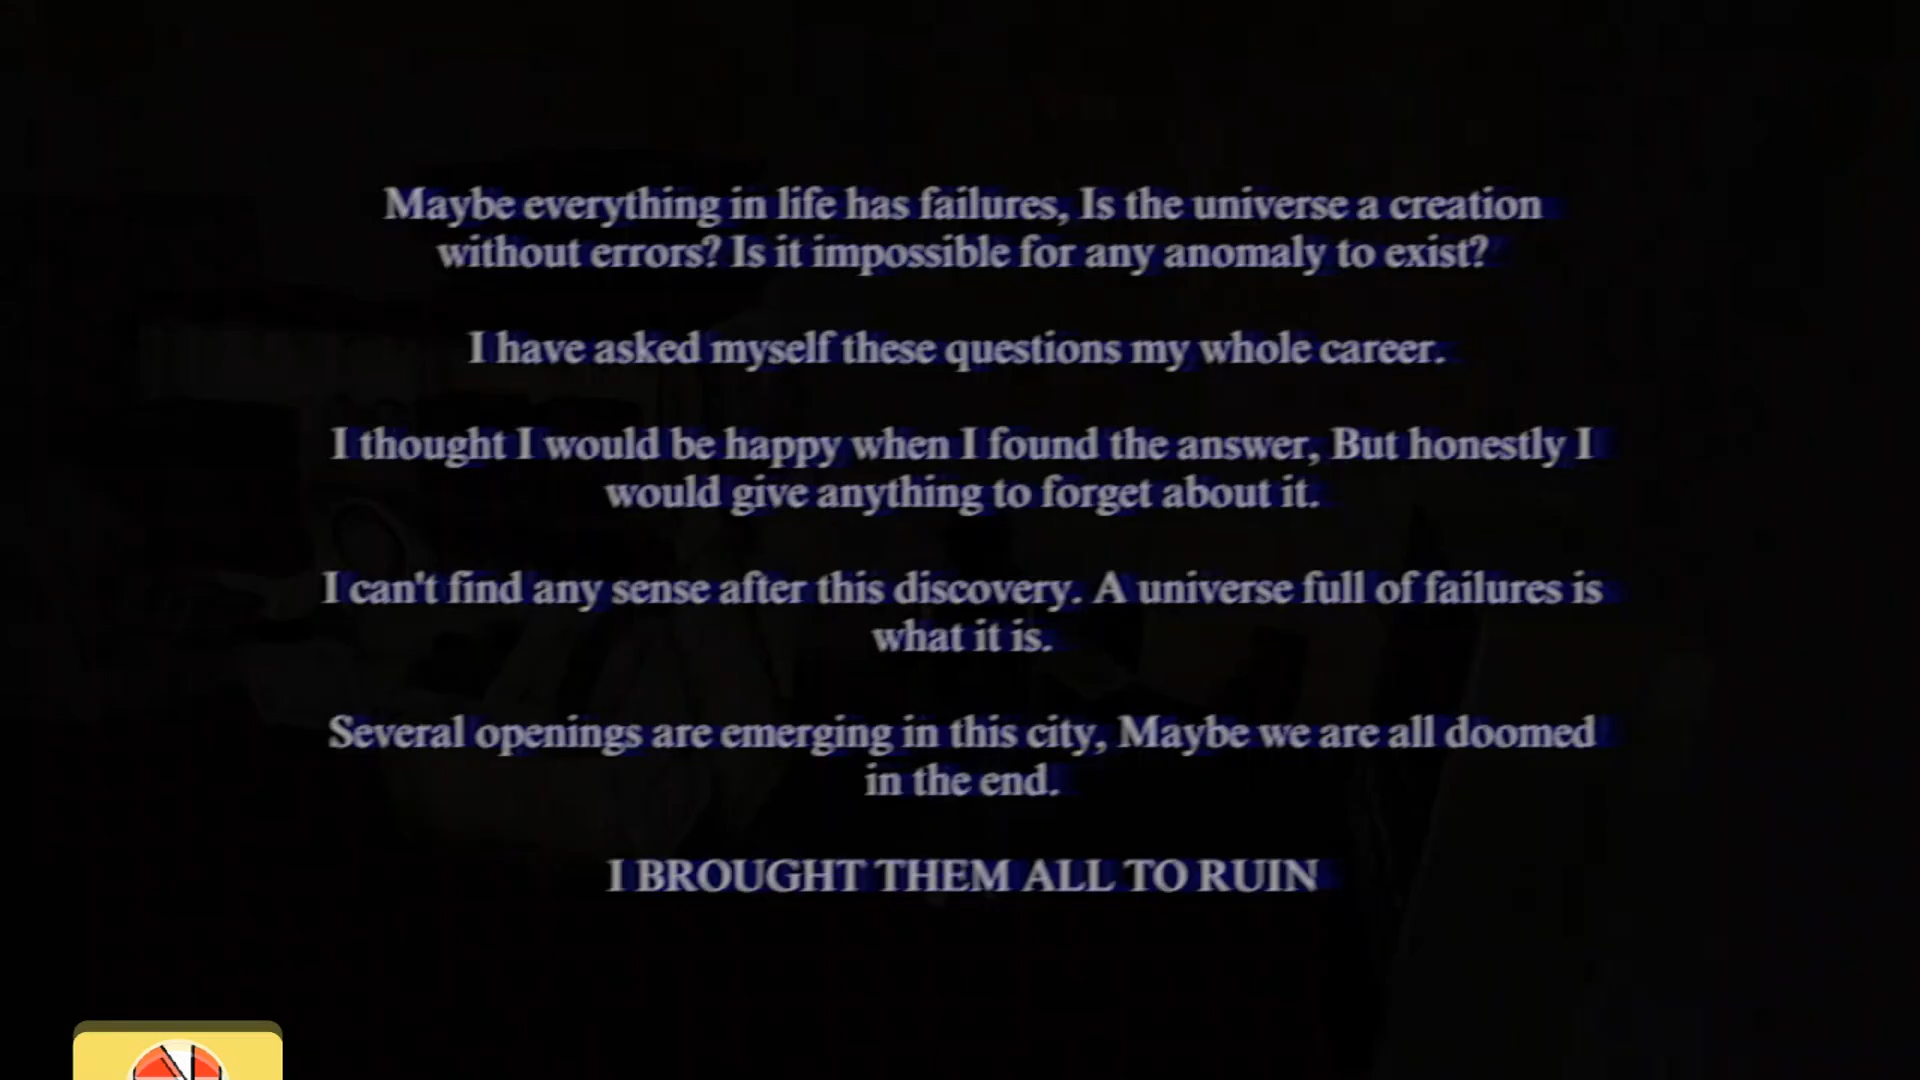 Maybe everything in life has failures, Is the universe a creation
without errors? Is it impossible for any anomaly to exist?
I have asked myself these questions my whole career.
I thought I would be happy when I found the answer, But honestly I
would give anything to forget about it.
I can't find any sense after this discovery. A universe full of failures is
what it is.
Several openings are emerging in this city, Maybe we are all doomed
in the end.
I BROUGHT THEM ALL TO RUIN